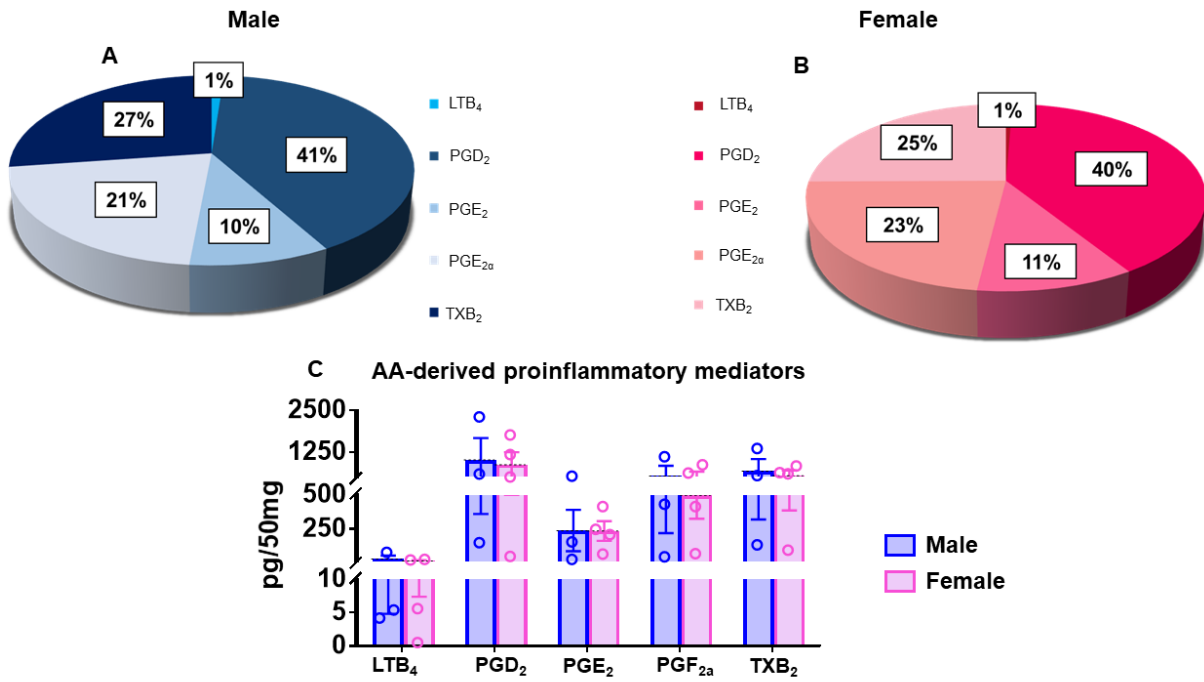 Male
Female
A
B
1%
41%
10%
21%
27%
LTB₄
PGD₂
PGE₂
PGE₂α
TXB₂
LTB₄
PGD₂
PGE₂
PGE₂α
TXB₂
1%
40%
11%
23%
25%
C AA-derived proinflammatory mediators
pg/50mg
2500
1250
500
250
10
5
0
LTB₄ PGD₂ PGE₂ PGF₂a TXB₂
Male
Female